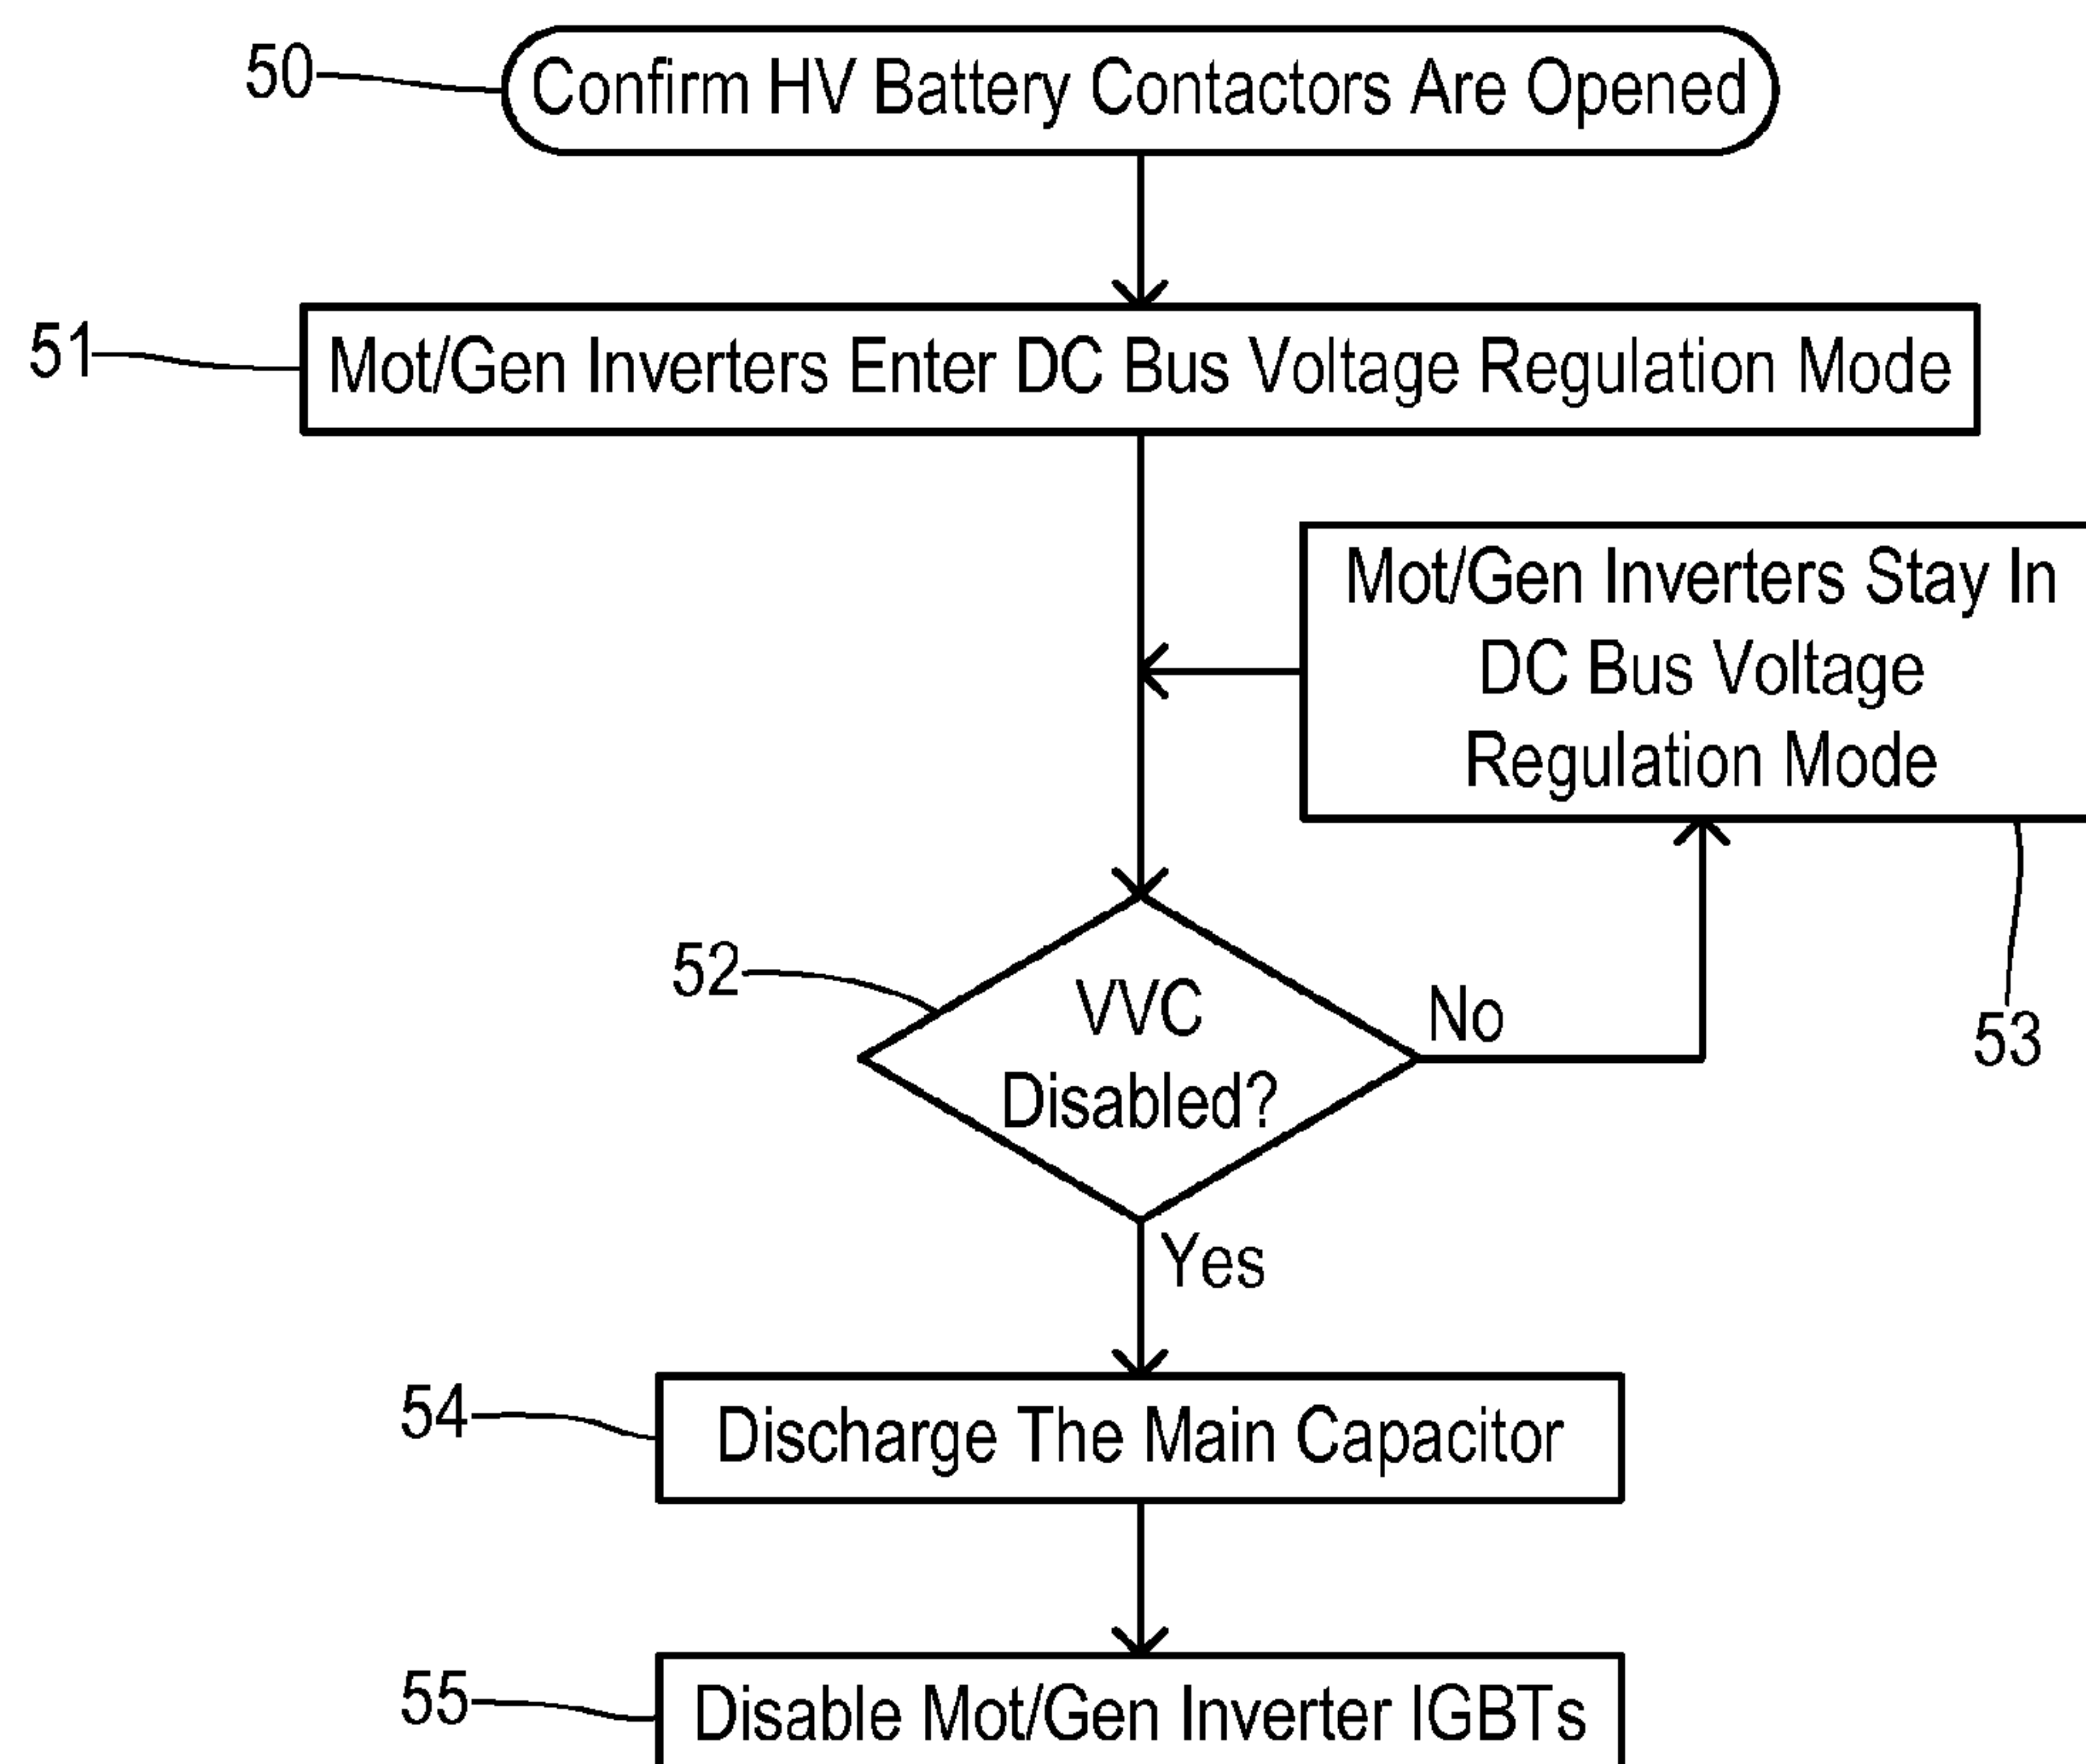 50
Confirm HV Battery Contactors Are Opened
51
Mot/Gen Inverters Enter DC Bus Voltage Regulation Mode
Mot/Gen Inverters Stay In
DC Bus Voltage
Regulation Mode
53
52
VVC
Disabled?
No
Yes
54
Discharge The Main Capacitor
55
Disable Mot/Gen Inverter IGBTs